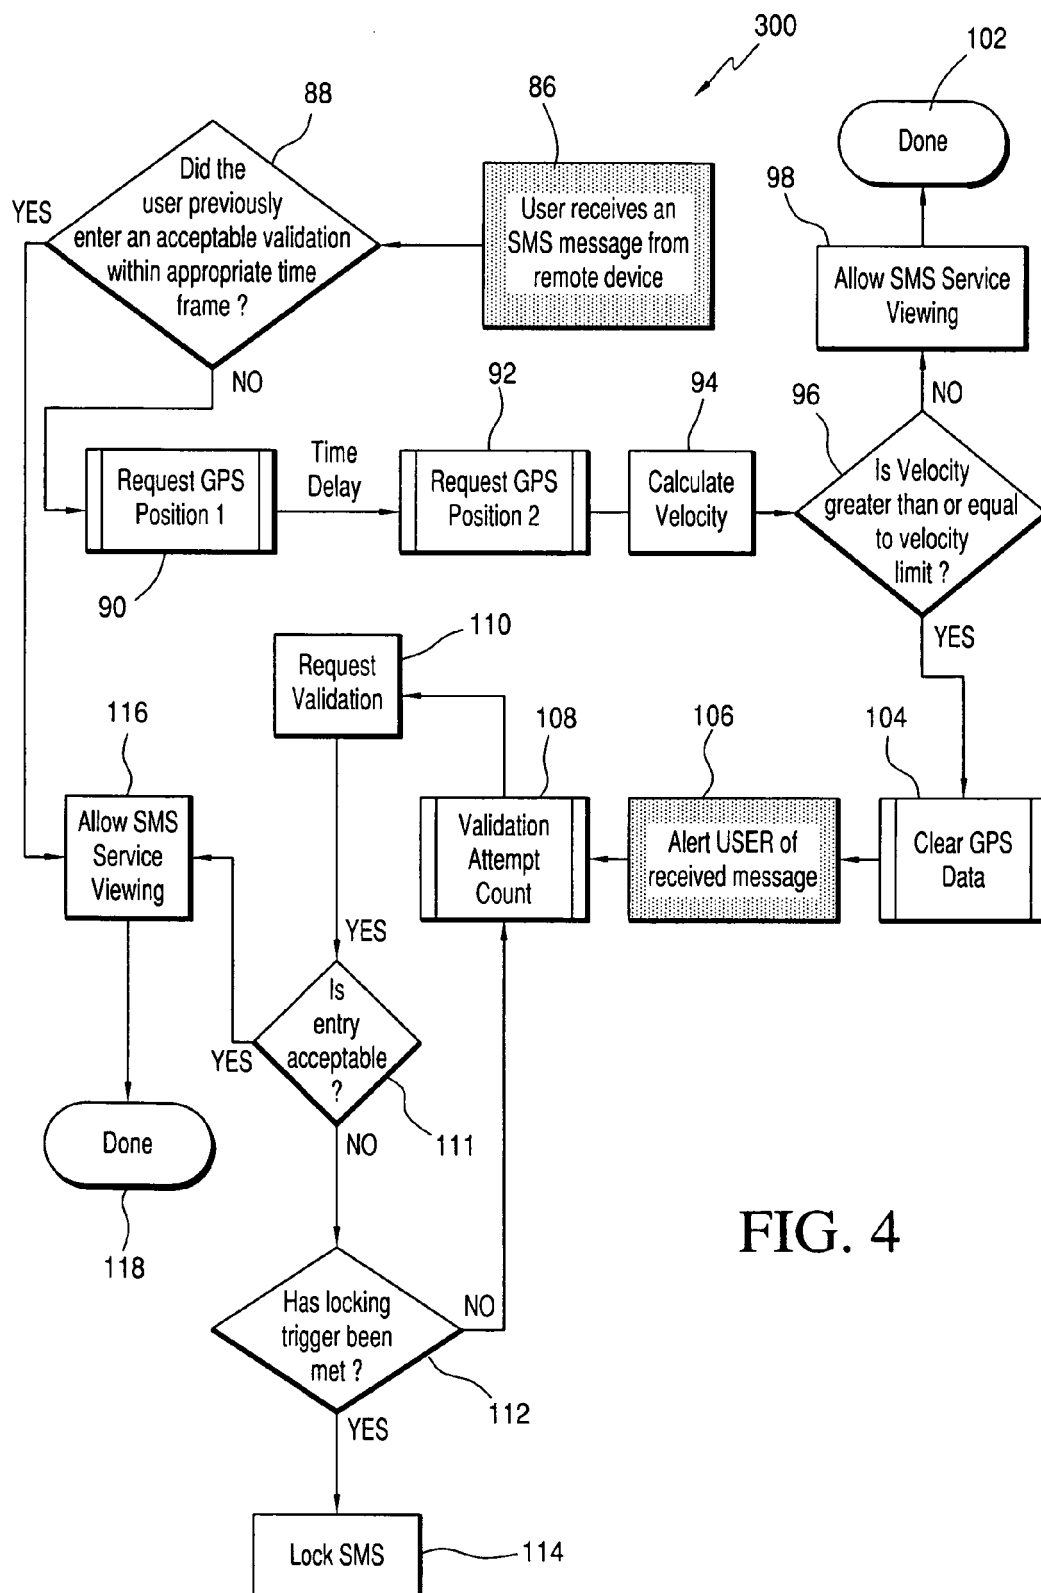 300
102
Done
88
86
Did the
user previously
enter an acceptable validation
within appropriate time
frame ?
YES
NO
User receives an
SMS message from
remote device
98
Allow SMS Service
Viewing
NO
92
94
96
Request GPS
Position 1
Time
Delay
Request GPS
Position 2
Calculate
Velocity
Is Velocity
greater than or equal
to velocity
limit ?
YES
90
110
Request
Validation
116
108
106
104
Allow SMS
Service
Viewing
Validation
Attempt
Count
Alert USER of
received message
Clear GPS
Data
YES
Is
entry
acceptable
?
YES
NO
111
Done
118
FIG. 4
Has locking
trigger been
met ?
NO
112
YES
Lock SMS
114